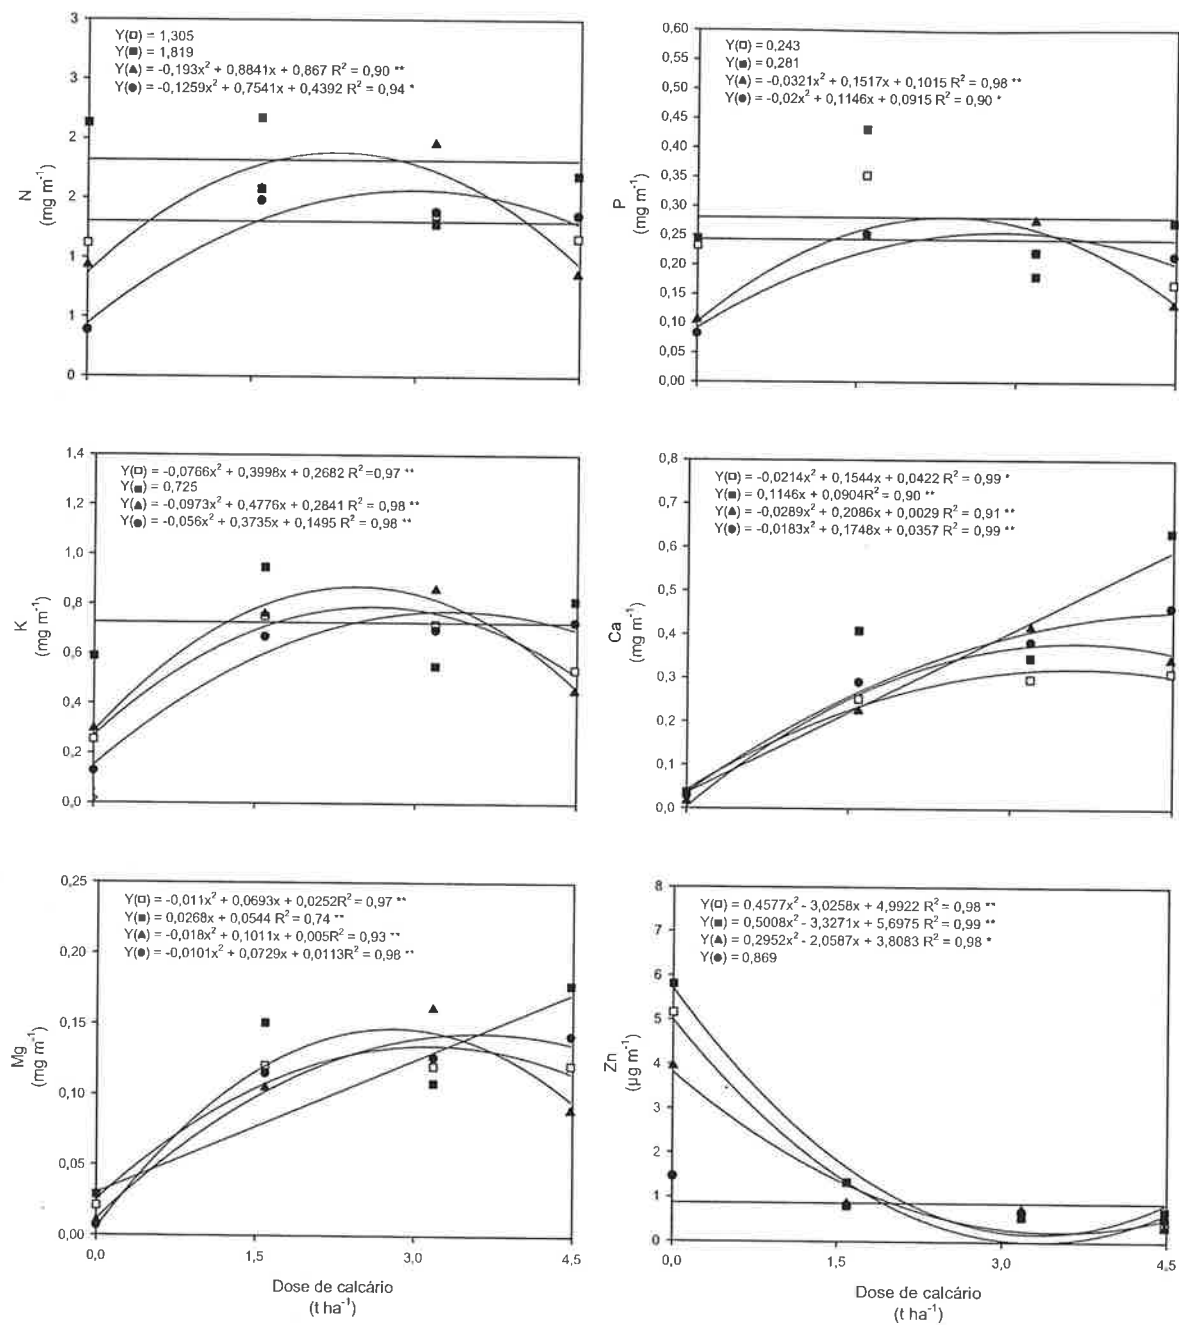 3
3
2
2
1
1
0
N
(mg m⁻¹)
Y(□) = 1,305
Y(■) = 1,819
Y(▲) = -0,193x² + 0,8841x + 0,867 R² = 0,90 **
Y(●) = -0,1259x² + 0,7541x + 0,4392 R² = 0,94 *
0,60
0,55
0,50
0,45
0,40
0,35
0,30
0,25
0,20
0,15
0,10
0,05
0,00
P
(mg m⁻¹)
Y(□) = 0,243
Y(■) = 0,281
Y(▲) = -0,0321x² + 0,1517x + 0,1015 R² = 0,98 **
Y(●) = -0,02x² + 0,1146x + 0,0915 R² = 0,90 *
1,4
1,2
1,0
0,8
0,6
0,4
0,2
0,0
K
(mg m⁻¹)
Y(□) = -0,0766x² + 0,3998x + 0,2682 R² =0,97 **
Y(■) = 0,725
Y(▲) = -0,0973x² + 0,4776x + 0,2841 R² = 0,98 **
Y(●) = -0,056x² + 0,3735x + 0,1495 R² = 0,98 **
0,8
0,7
0,6
0,5
0,4
0,3
0,2
0,1
0,0
Ca
(mg m⁻¹)
Y(□) = -0,0214x² + 0,1544x + 0,0422 R² = 0,99 *
Y(■) = 0,1146x + 0,0904R² = 0,90 **
Y(▲) = -0,0289x² + 0,2086x + 0,0029 R² = 0,91 **
Y(●) = -0,0183x² + 0,1748x + 0,0357 R² = 0,99 **
0,25
0,20
0,15
0,10
0,05
0,00
Mg
(mg m⁻¹)
Y(□) = -0,011x² + 0,0693x + 0,0252R² = 0,97 **
Y(■) = 0,0268x + 0,0544 R² = 0,74 **
Y(▲) = -0,018x² + 0,1011x + 0,005R² = 0,93 **
Y(●) = -0,0101x² + 0,0729x + 0,0113R² = 0,98 **
0,0 1,5 3,0 4,5
Dose de calcário
(t ha⁻¹)
8
7
6
5
4
3
2
1
0
Zn
(µg m⁻¹)
Y(□) = 0,4577x² - 3,0258x + 4,9922 R² = 0,98 **
Y(■) = 0,5008x² - 3,3271x + 5,6975 R² = 0,99 **
Y(▲) = 0,2952x² - 2,0587x + 3,8083 R² = 0,98 *
Y(●) = 0,869
0,0 1,5 3,0 4,5
Dose de calcário
(t ha⁻¹)